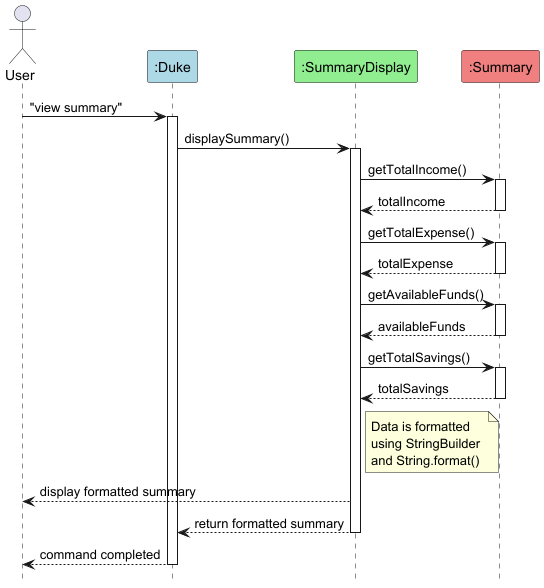 User
:Duke
:SummaryDisplay
:Summary
"view summary"
displaySummary()
getTotalIncome()
totalIncome
getTotalExpense()
totalExpense
getAvailableFunds()
availableFunds
getTotalSavings()
totalSavings
Data is formatted
using StringBuilder
and String.format()
display formatted summary
return formatted summary
command completed